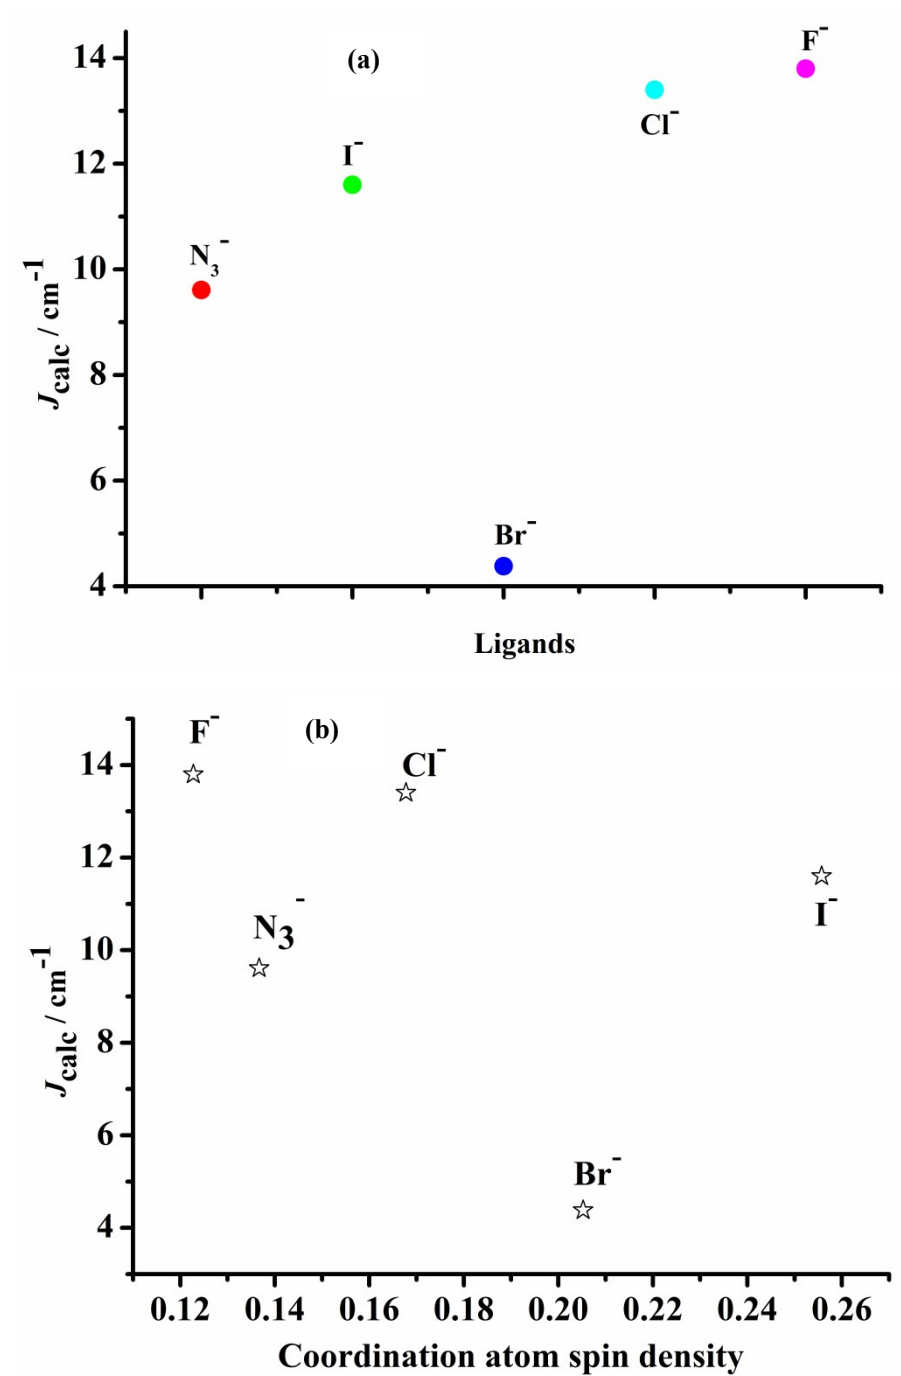 (a)
F⁻
14
Cl⁻
12
I⁻
N₃⁻
10
Jcalc / cm⁻¹
8
6
Br⁻
4
Ligands
(b)
F⁻
Cl⁻
14
12
I⁻
N3⁻
10
Jcalc / cm⁻¹
8
6
Br⁻
4
0.12 0.14 0.16 0.18 0.20 0.22 0.24 0.26
Coordination atom spin density